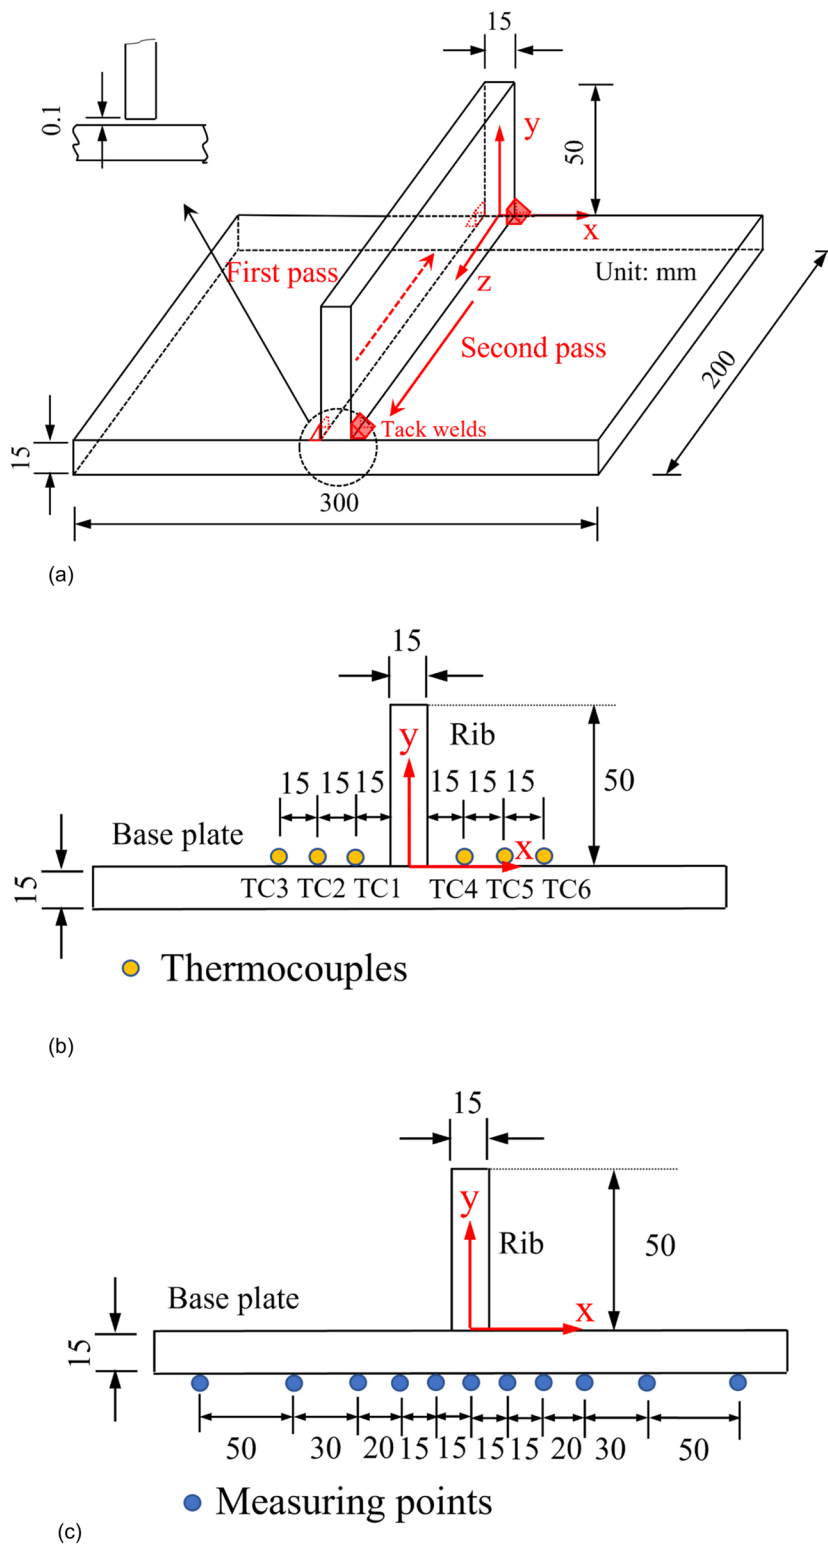 15
0.1
y
50
x
First pass
z
Unit: mm
Second pass
200
Tack welds
15
300
(a)
15
y
Rib
15 15 15 15 15 15
50
Base plate
x
15
TC3 TC2 TC1 TC4 TC5 TC6
Thermocouples
(b)
15
y
Rib
50
Base plate
x
15
50 30 20 15 15 15 15 20 30 50
Measuring points
(c)